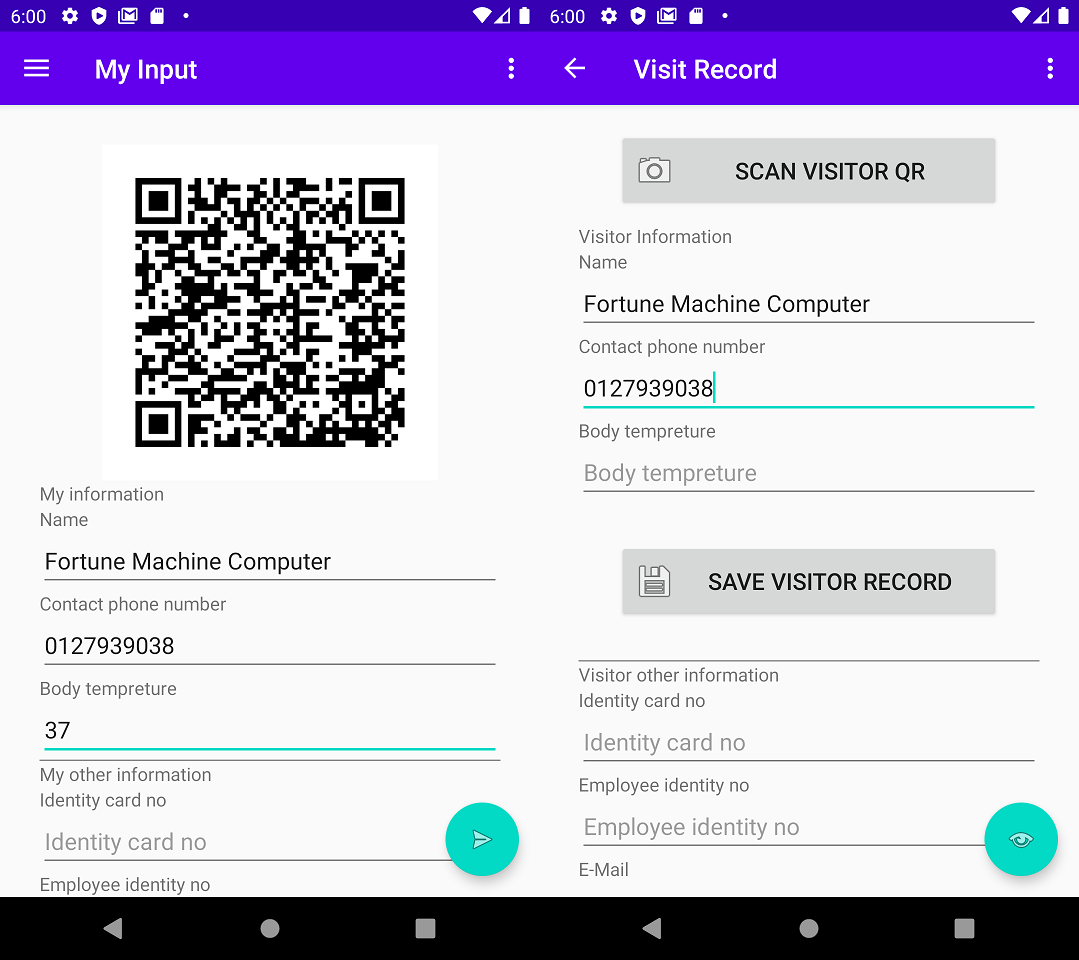 6:00
My Input
My information
Name
Fortune Machine Computer
Contact phone number
0127939038
Body tempreture
37
My other information
Identity card no
Identity card no
Employee identity no
6:00
Visit Record
SCAN VISITOR QR
Visitor Information
Name
Fortune Machine Computer
Contact phone number
0127939038
Body tempreture
Body tempreture
SAVE VISITOR RECORD
Visitor other information
Identity card no
Identity card no
Employee identity no
Employee identity no
E-Mail